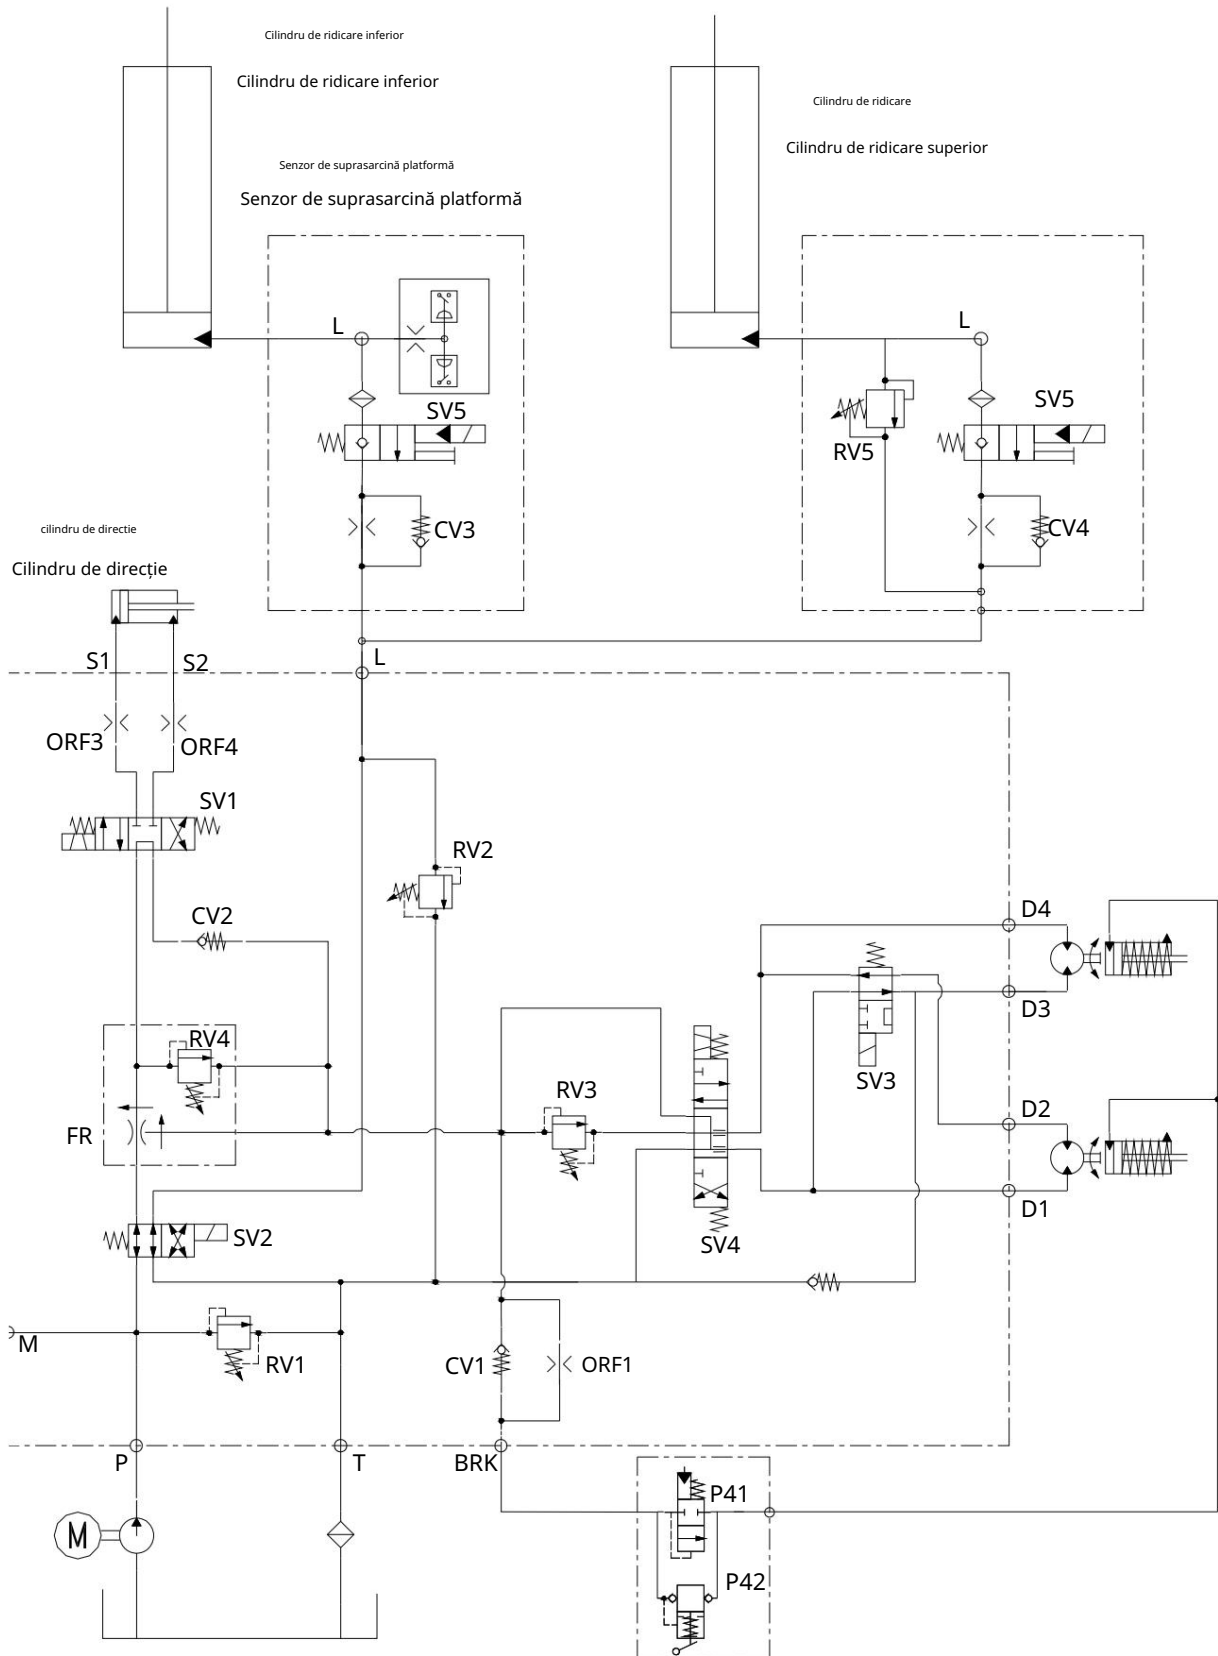 Cilindru de ridicare inferior
Cilindru de ridicare inferior
Cilindru de ridicare
Cilindru de ridicare superior
Senzor de suprasarcină platformă
Senzor de suprasarcină platformă
L
L
SV5
SV5
RV5
CV3
CV4
cilindru de directie
Cilindru de direcție
S1
S2
L
ORF3
ORF4
SV1
RV2
CV2
D4
D3
SV3
RV4
RV3
D2
FR
D1
SV2
SV4
M
RV1
CV1
ORF1
P
T
BRK
P41
M
P42